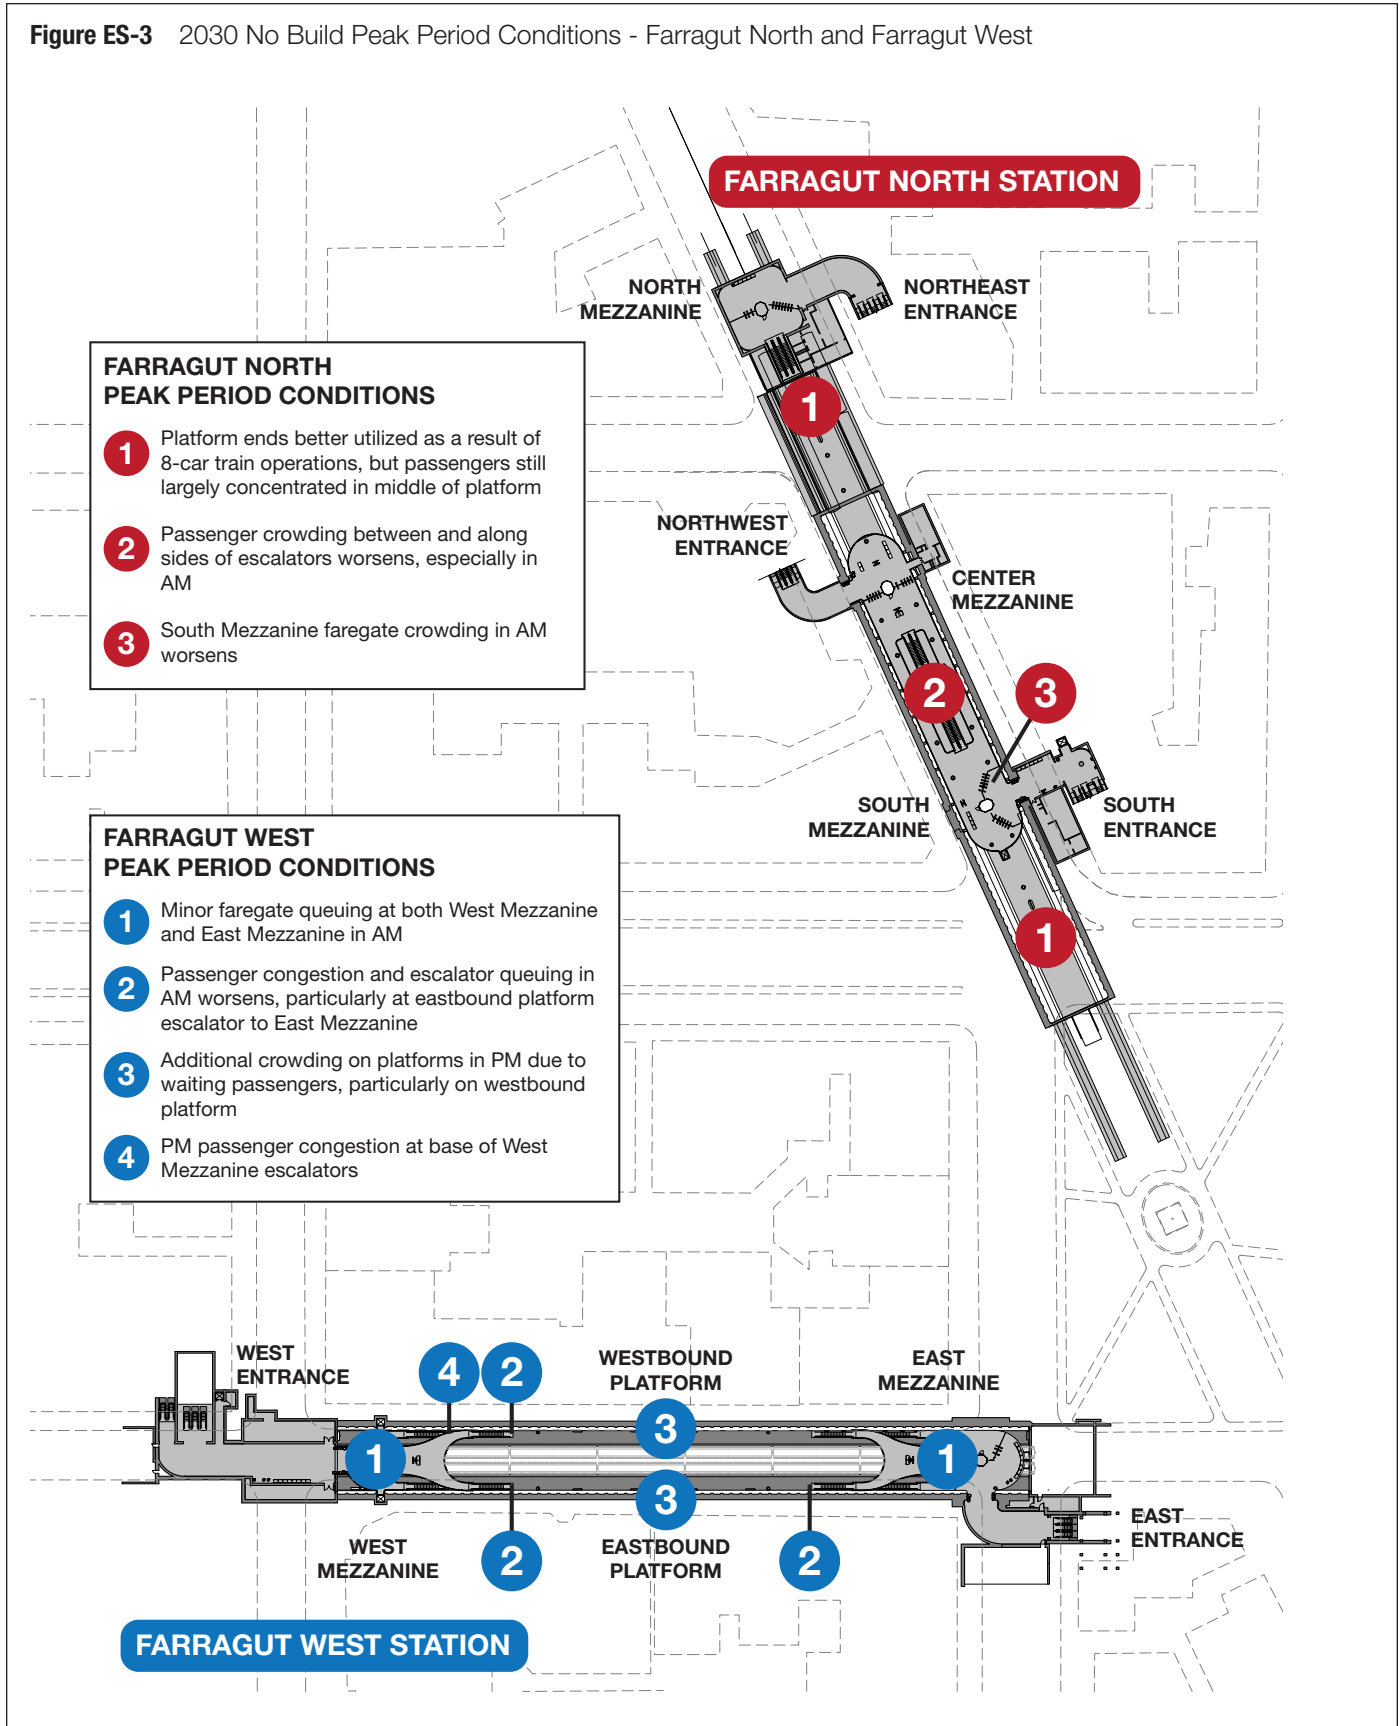 Figure ES-3 2030 No Build Peak Period Conditions - Farragut North and Farragut West
FARRAGUT NORTH STATION
NORTH
MEZZANINE
NORTHEAST
ENTRANCE
1
NORTHWEST
ENTRANCE
CENTER
MEZZANINE
2
3
SOUTH
MEZZANINE
SOUTH
ENTRANCE
1
FARRAGUT NORTH
PEAK PERIOD CONDITIONS
1 Platform ends better utilized as a result of
8-car train operations, but passengers still
largely concentrated in middle of platform
2 Passenger crowding between and along
sides of escalators worsens, especially in
AM
3 South Mezzanine faregate crowding in AM
worsens
FARRAGUT WEST
PEAK PERIOD CONDITIONS
1 Minor faregate queuing at both West Mezzanine
and East Mezzanine in AM
2 Passenger congestion and escalator queuing in
AM worsens, particularly at eastbound platform
escalator to East Mezzanine
3 Additional crowding on platforms in PM due to
waiting passengers, particularly on westbound
platform
4 PM passenger congestion at base of West
Mezzanine escalators
WEST
ENTRANCE
4
2
WESTBOUND
PLATFORM
EAST
MEZZANINE
3
1
1
3
WEST
MEZZANINE
2
EASTBOUND
PLATFORM
2
EAST
ENTRANCE
FARRAGUT WEST STATION